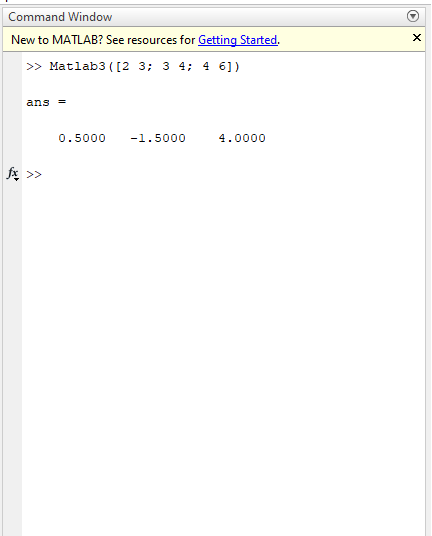 Command Window
New to MATLAB? See resources for Getting Started.
>> Matlab3([2 3; 3 4; 4 6])
ans =
0.5000 -1.5000 4.0000
fx >>